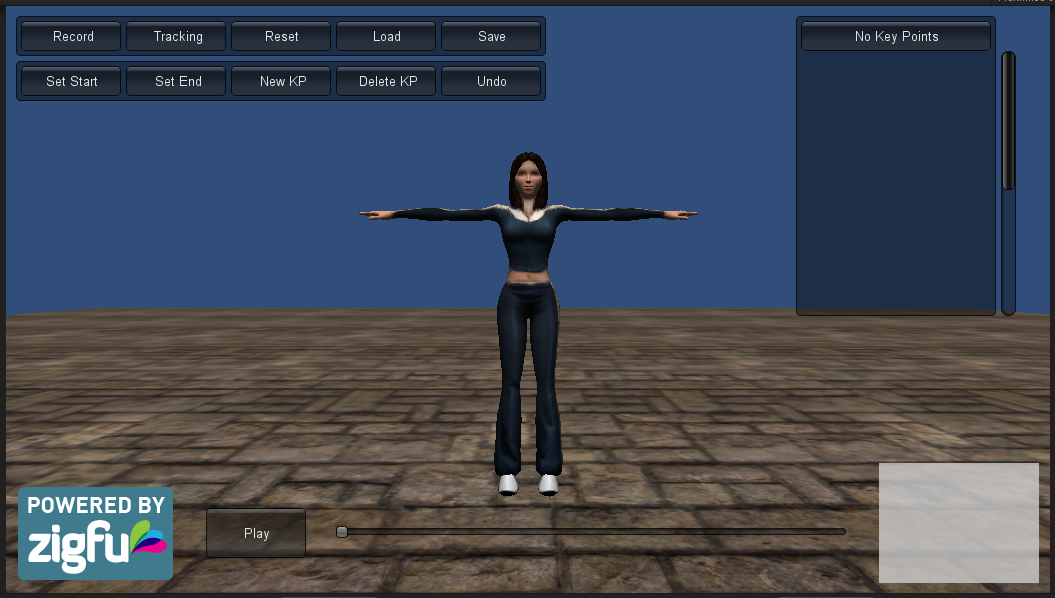 Record Tracking Reset Load Save
No Key Points
Set Start Set End New KP Delete KP Undo
POWERED BY
zigfu
Play